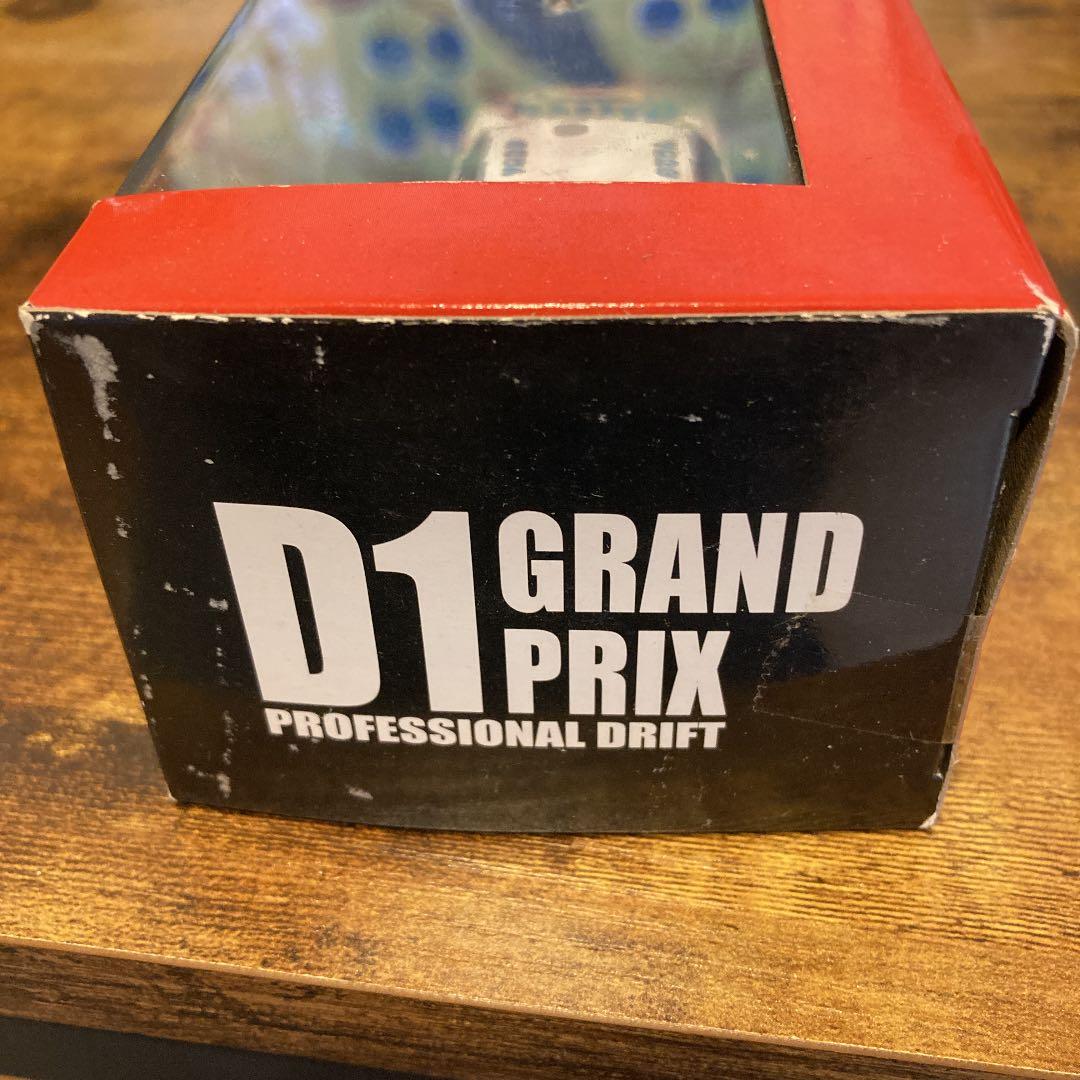 D1 GRAND
PRIX
PROFESSIONAL DRIFT